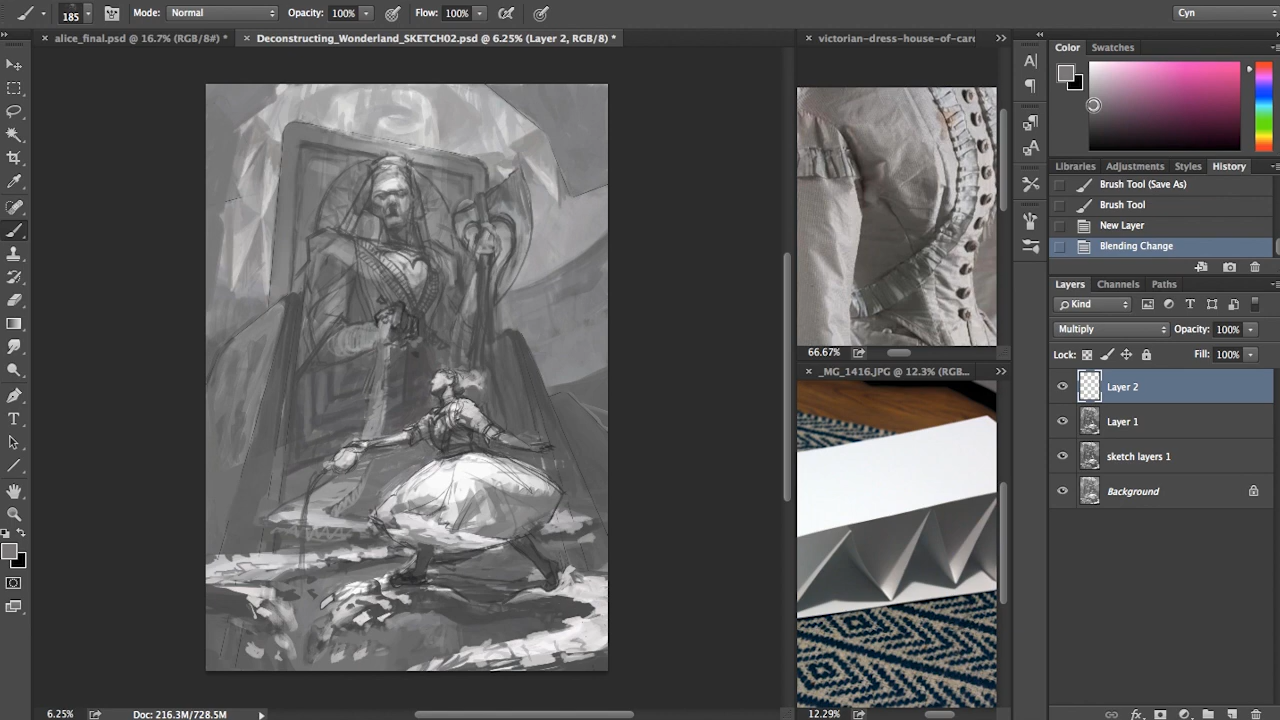 185 Mode: Normal Opacity: 100% Flow: 100% Cyn
alice_final.psd @ 16.7% (RGB/8#) * Deconstructing_Wonderland_SKETCH02.psd @ 6.25% (Layer 2, RGB/8) * victorian-dress-house-of-card
Color Swatches
Libraries Adjustments Styles History
Brush Tool (Save As)
Brush Tool
New Layer
Blending Change
Layers Channels Paths
Kind
Multiply Opacity: 100%
Lock: Fill: 100%
Layer 2
Layer 1
sketch layers 1
Background
66.67%
_MG_1416.JPG @ 12.3% (RGB...
6.25% Doc: 216.3M/728.5M
12.29%